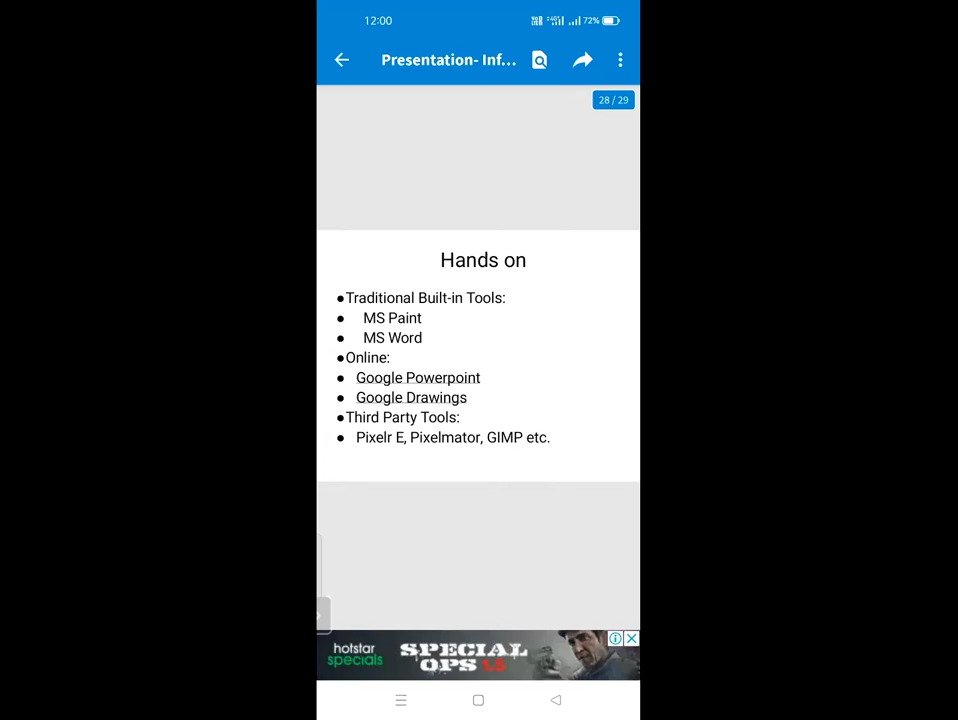 12:00
72%
Presentation- Inf...
28 / 29
Hands on
●Traditional Built-in Tools:
● MS Paint
● MS Word
●Online:
● Google Powerpoint
● Google Drawings
●Third Party Tools:
● Pixelr E, Pixelmator, GIMP etc.
hotstar
specials
SPECIAL
OPS 1.5